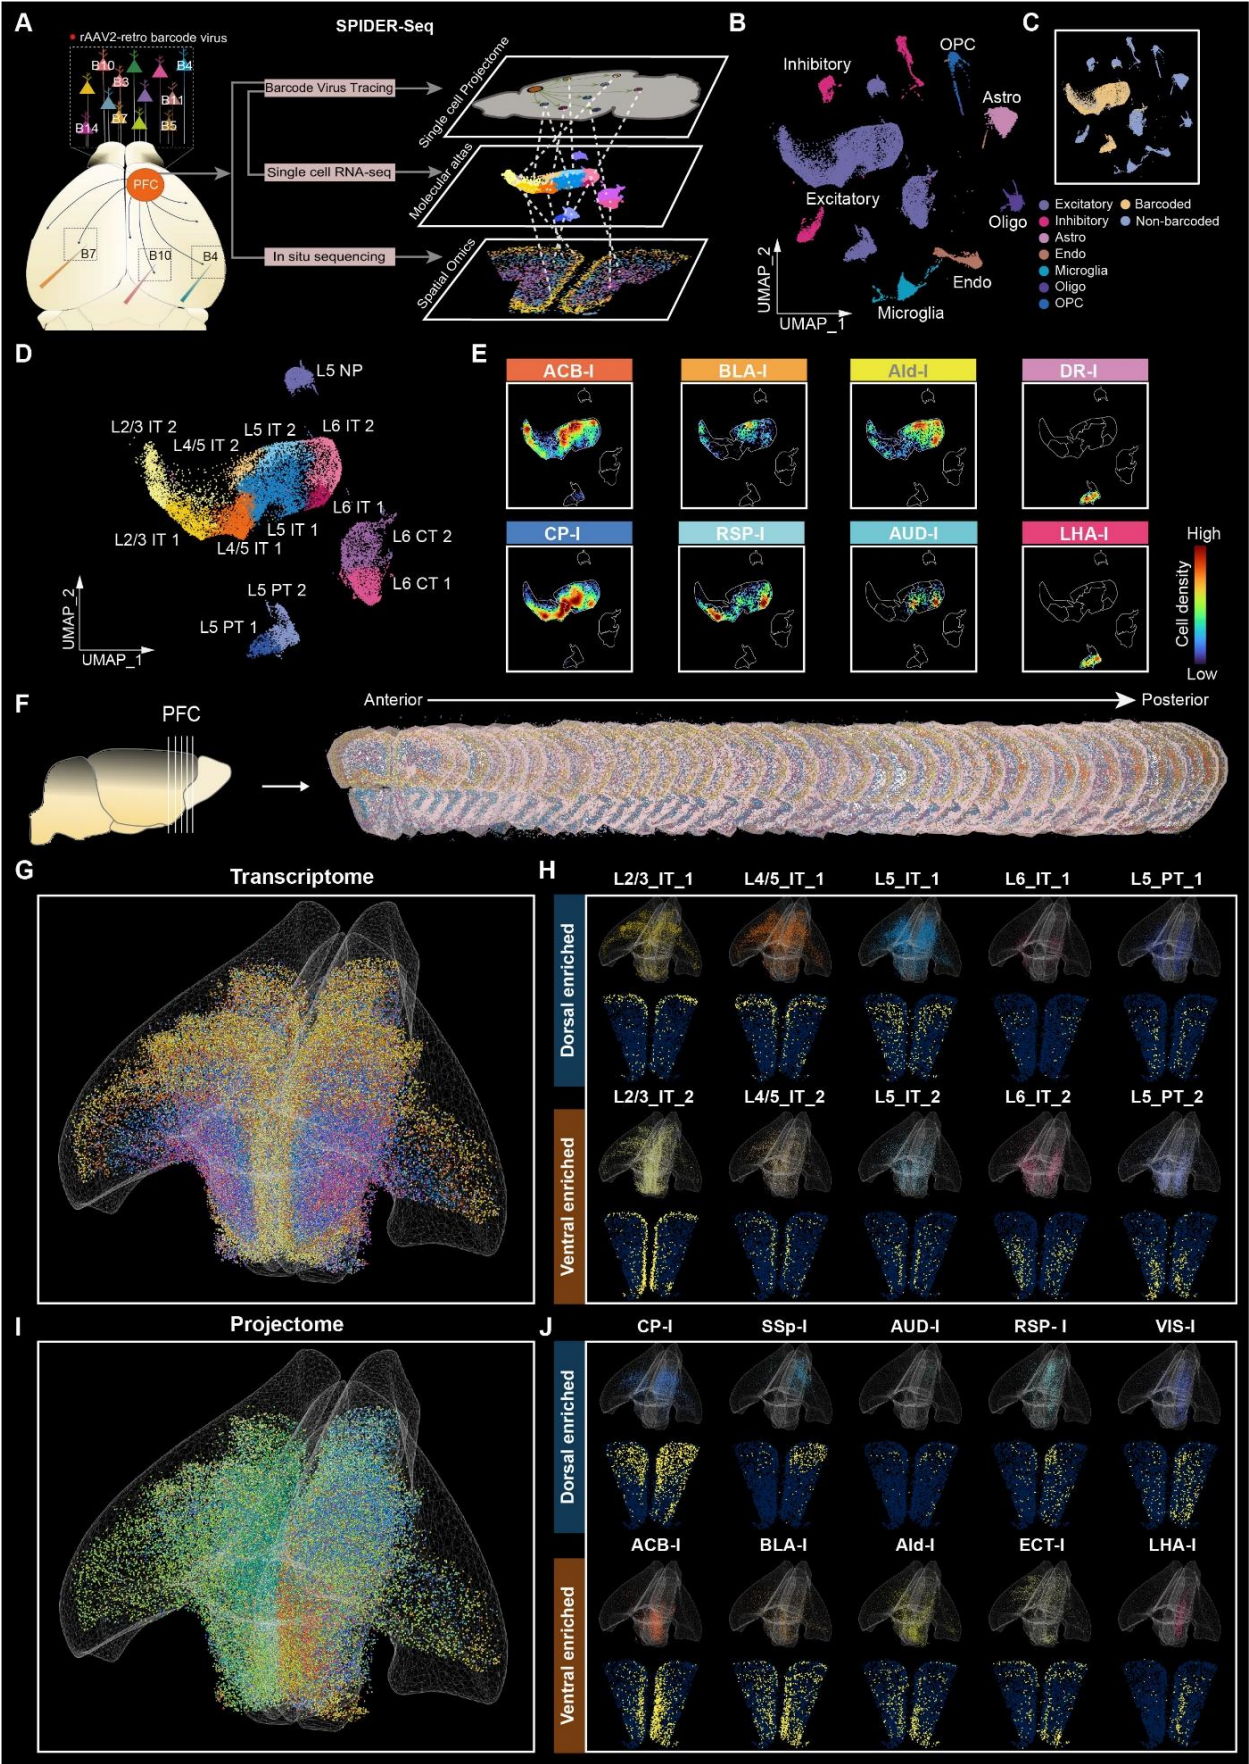 A
SPIDER-Seq
rAAV2-retro barcode virus
B10
B4
B3
B11
B7
B14
B5
PFC
B7
B10
B4
Barcode Virus Tracing
Single cell RNA-seq
In situ sequencing
Single cell Projectome
Molecular altas
Spatial Omics
B
Inhibitory
OPC
Astro
Excitatory
Oligo
Endo
Microglia
UMAP_2
UMAP_1
C
Excitatory
Inhibitory
Astro
Endo
Microglia
Oligo
OPC
Barcoded
Non-barcoded
D
L5 NP
L2/3 IT 2
L4/5 IT 2
L5 IT 2
L6 IT 2
L6 IT 1
L5 IT 1
L2/3 IT 1
L4/5 IT 1
L6 CT 2
L6 CT 1
L5 PT 2
L5 PT 1
UMAP_2
UMAP_1
E
ACB-I
BLA-I
AId-I
DR-I
CP-I
RSP-I
AUD-I
LHA-I
High
Cell density
Low
F
PFC
Anterior
Posterior
G
Transcriptome
H
L2/3_IT_1
L4/5_IT_1
L5_IT_1
L6_IT_1
L5_PT_1
Dorsal enriched
L2/3_IT_2
L4/5_IT_2
L5_IT_2
L6_IT_2
L5_PT_2
Ventral enriched
I
Projectome
J
CP-I
SSp-I
AUD-I
RSP- I
VIS-I
Dorsal enriched
ACB-I
BLA-I
AId-I
ECT-I
LHA-I
Ventral enriched